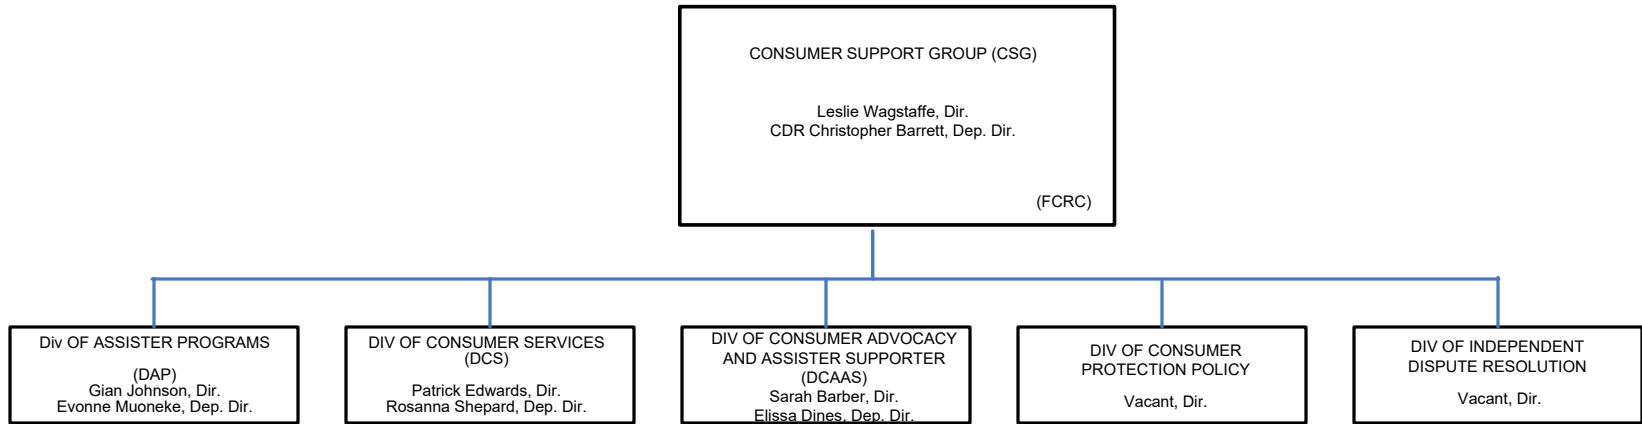 CONSUMER SUPPORT GROUP (CSG)
Leslie Wagstaffe, Dir.
CDR Christopher Barrett, Dep. Dir.
(FCRC)
Div OF ASSISTER PROGRAMS
(DAP)
Gian Johnson, Dir.
Evonne Muoneke, Dep. Dir.
DIV OF CONSUMER SERVICES
(DCS)
Patrick Edwards, Dir.
Rosanna Shepard, Dep. Dir.
DIV OF CONSUMER ADVOCACY
AND ASSISTER SUPPORTER
(DCAAS)
Sarah Barber, Dir.
Elissa Dines, Dep. Dir.
DIV OF CONSUMER
PROTECTION POLICY
Vacant, Dir.
DIV OF INDEPENDENT
DISPUTE RESOLUTION
Vacant, Dir.